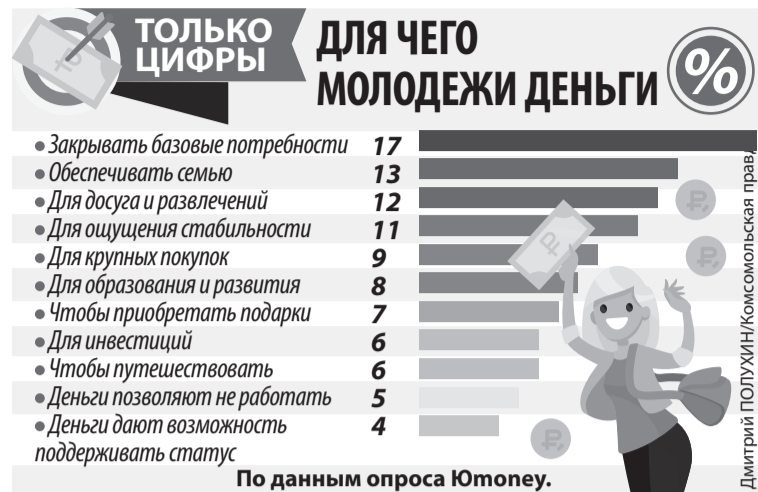 ТОЛЬКО
ЦИФРЫ
ДЛЯ ЧЕГО
МОЛОДЕЖИ ДЕНЬГИ
%
• Закрывать базовые потребности 17
• Обеспечивать семью 13
• Для досуга и развлечений 12
• Для ощущения стабильности 11
• Для крупных покупок 9
• Для образования и развития 8
• Чтобы приобретать подарки 7
• Для инвестиций 6
• Чтобы путешествовать 6
• Деньги позволяют не работать 5
• Деньги дают возможность 4
поддерживать статус
По данным опроса Юmoney.
Дмитрий ПОЛУХИН/Комсомольская правд